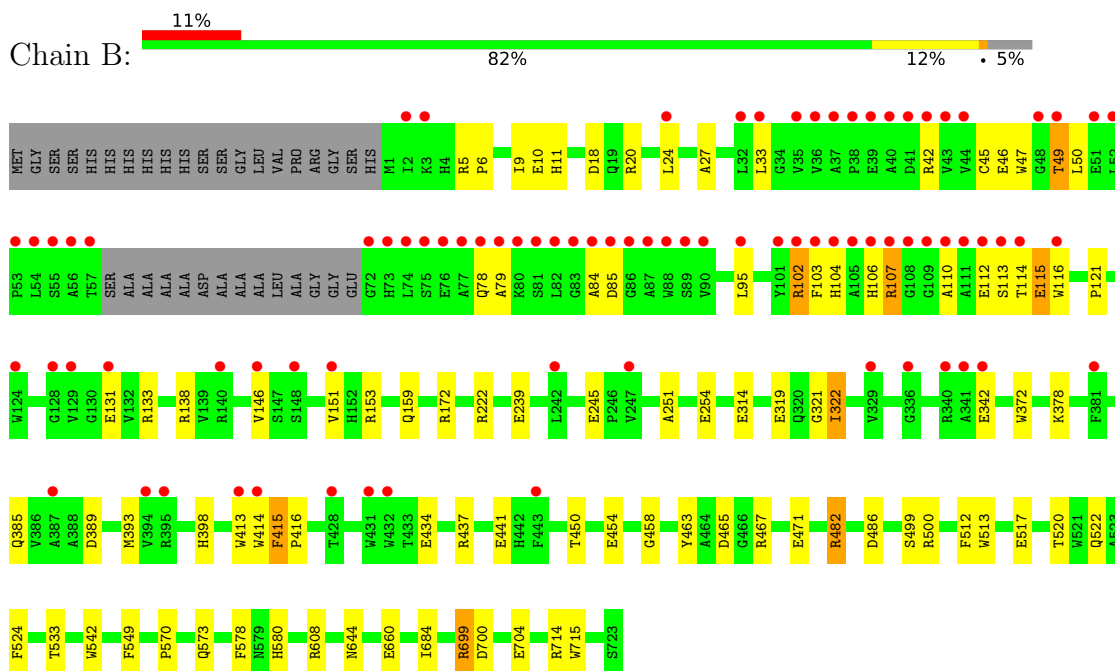 11%
Chain B:
82% 12% • 5%
MET GLY SER SER HIS HIS HIS HIS HIS HIS SER SER GLY LEU VAL PRO ARG GLY SER HIS M1 I2 K3 H4 R5 P6 I9 E10 H11 D18 Q19 R20 L24 A27 L32 L33 G34 V35 V36 A37 P38 E39 A40 D41 R42 V43 V44 C45 E46 W47 G48 T49 L50 E51 L52
P53 L54 S55 A56 T57 SER ALA ALA ALA ALA ASP ALA ALA ALA LEU ALA GLY GLY GLU G72 H73 L74 S75 E76 A77 Q78 A79 K80 S81 L82 G83 A84 D85 G86 A87 W88 S89 V90 L95 Y101 R102 F103 H104 A105 H106 R107 G108 G109 A110 A111 E112 S113 T114 E115 W116 P121
W124 G128 V129 G130 E131 V132 R133 R138 V139 R140 V146 S147 S148 V151 H152 R153 Q159 R172 R222 E239 L242 E245 P246 V247 A251 E254 E314 E319 Q320 G321 I322 V329 G336 R340 A341 E342 W372 K378 F381
Q385 V386 A387 A388 D389 M393 V394 R395 H398 W413 W414 F415 P416 T428 W431 W432 T433 E434 R437 E441 H442 F443 T450 E454 G458 Y463 A464 D465 G466 R467 E471 R482 D486 S499 R500 F512 W513 E517 T520 W521 Q522 A523
F524 T533 W542 F549 P570 Q573 F578 N579 H580 R608 N644 E660 I684 R699 D700 E704 R714 W715 S723